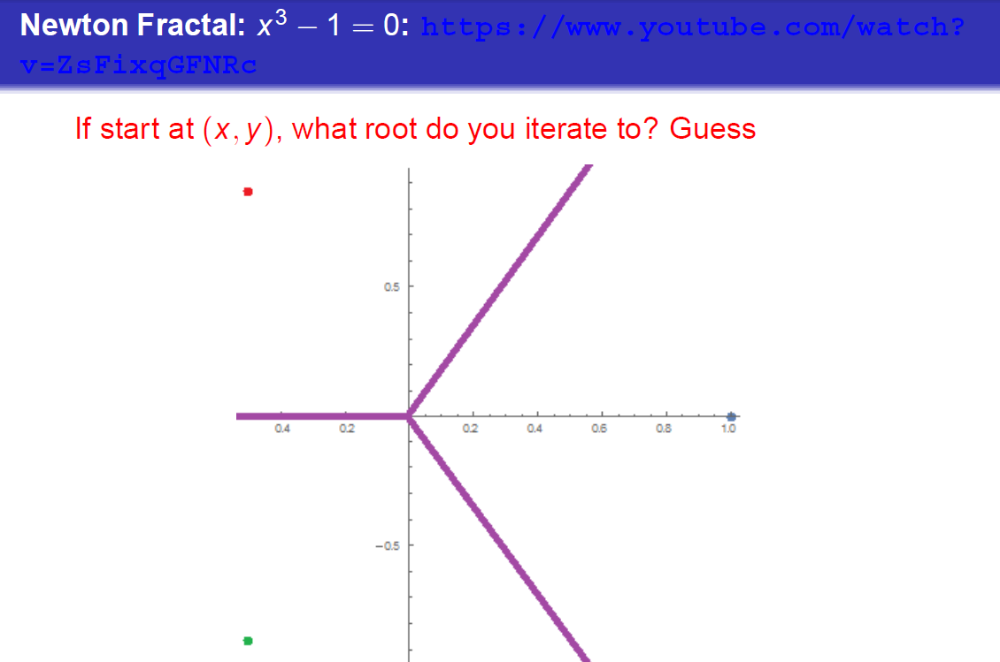 Newton Fractal: x³ − 1 = 0: https://www.youtube.com/watch?
v=ZsFixqGFNRc
If start at (x, y), what root do you iterate to? Guess
0.5
0.4 0.2 0.2 0.4 0.6 0.8 1.0
−0.5